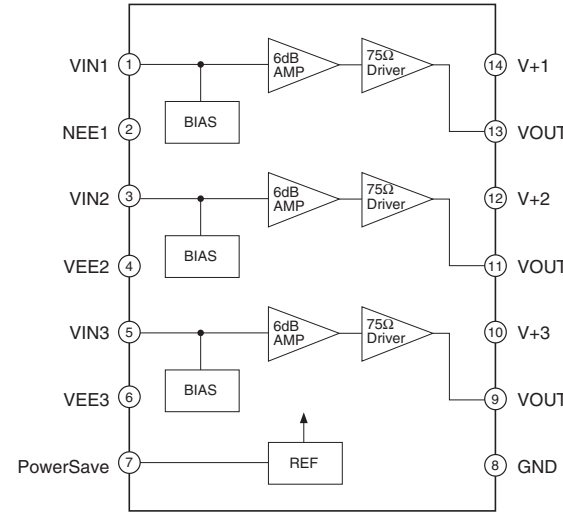 VIN1 1 6dB AMP 75Ω Driver 14 V+1
BIAS
NEE1 2 13 VOUT
VIN2 3 6dB AMP 75Ω Driver 12 V+2
BIAS
VEE2 4 11 VOUT
VIN3 5 6dB AMP 75Ω Driver 10 V+3
BIAS
VEE3 6 9 VOUT
PowerSave 7 REF 8 GND